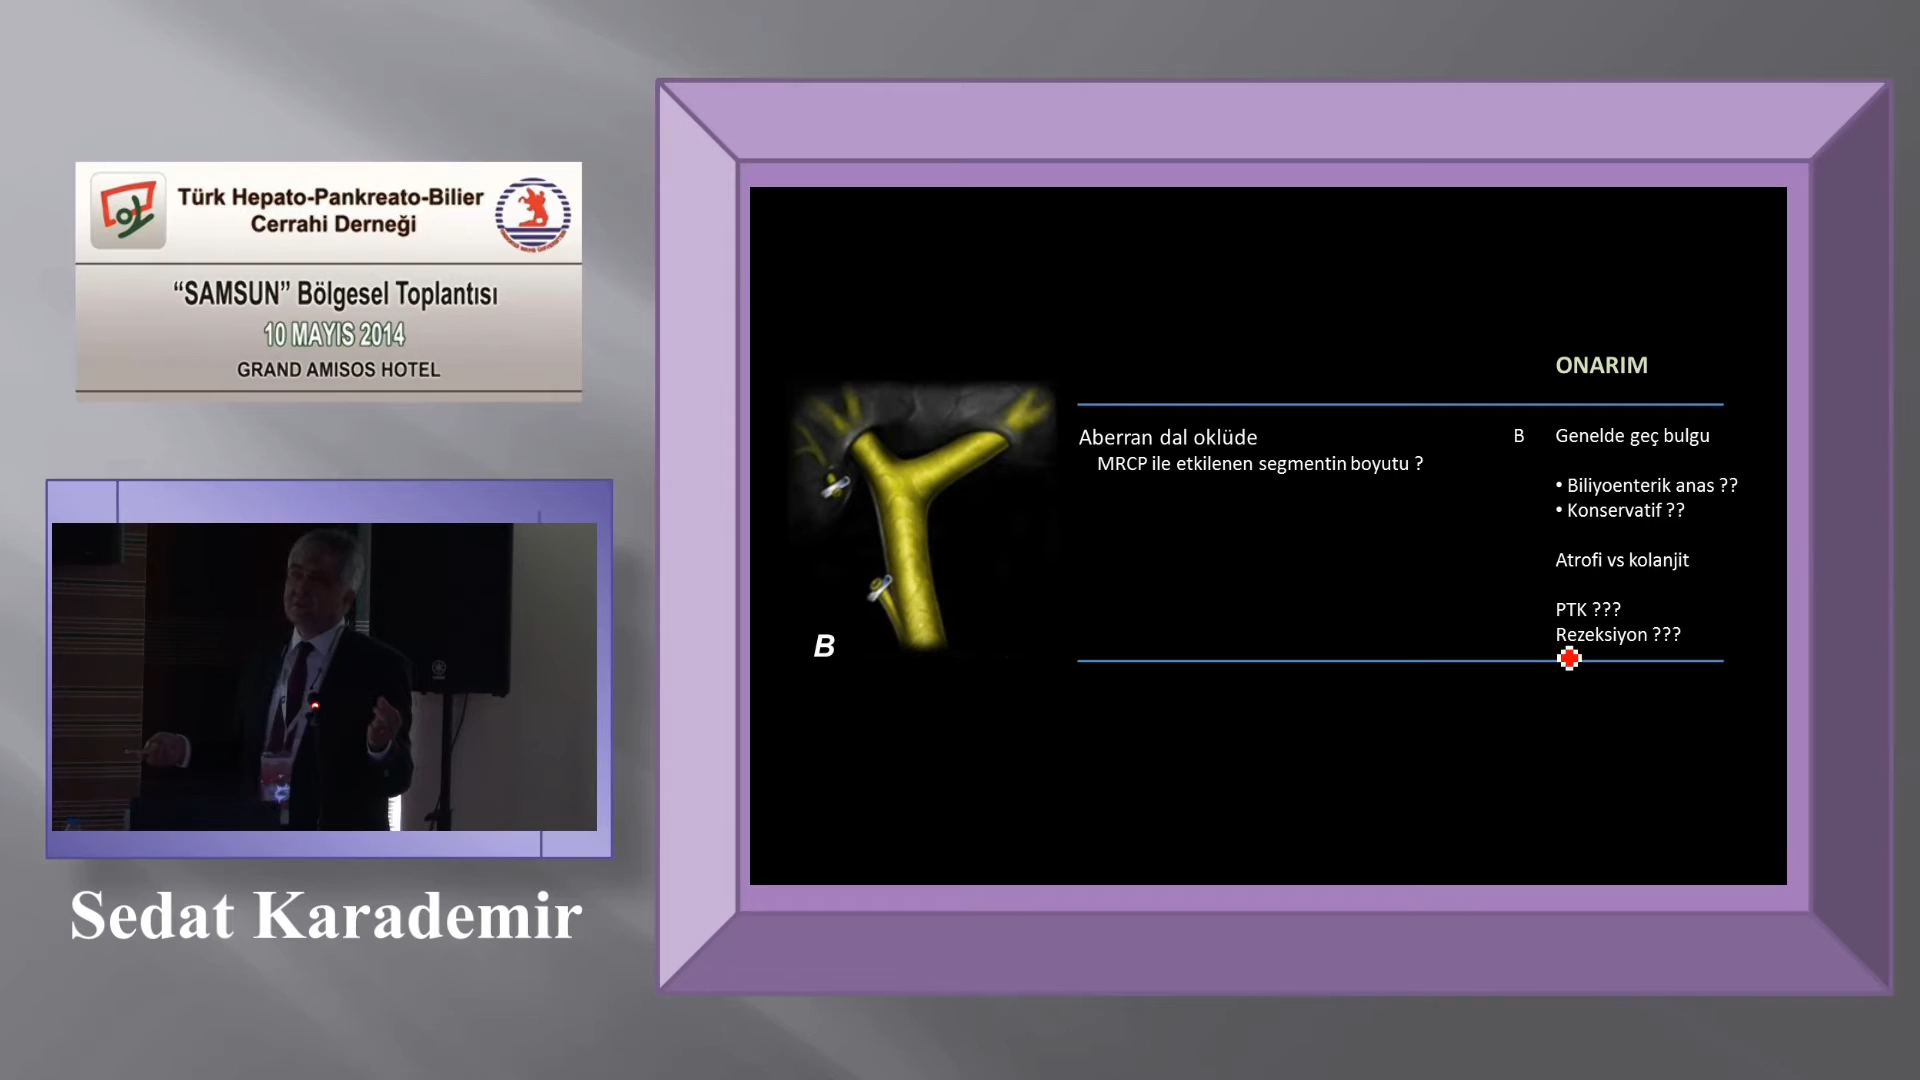 Türk Hepato-Pankreato-Bilier
Cerrahi Derneği
“SAMSUN” Bölgesel Toplantısı
10 MAYIS 2014
GRAND AMISOS HOTEL
Sedat Karademir
ONARIM
Aberran dal oklüde
MRCP ile etkilenen segmentin boyutu ?
B
Genelde geç bulgu
• Biliyoenterik anas ??
• Konservatif ??
Atrofi vs kolanjit
PTK ???
Rezeksiyon ???
B